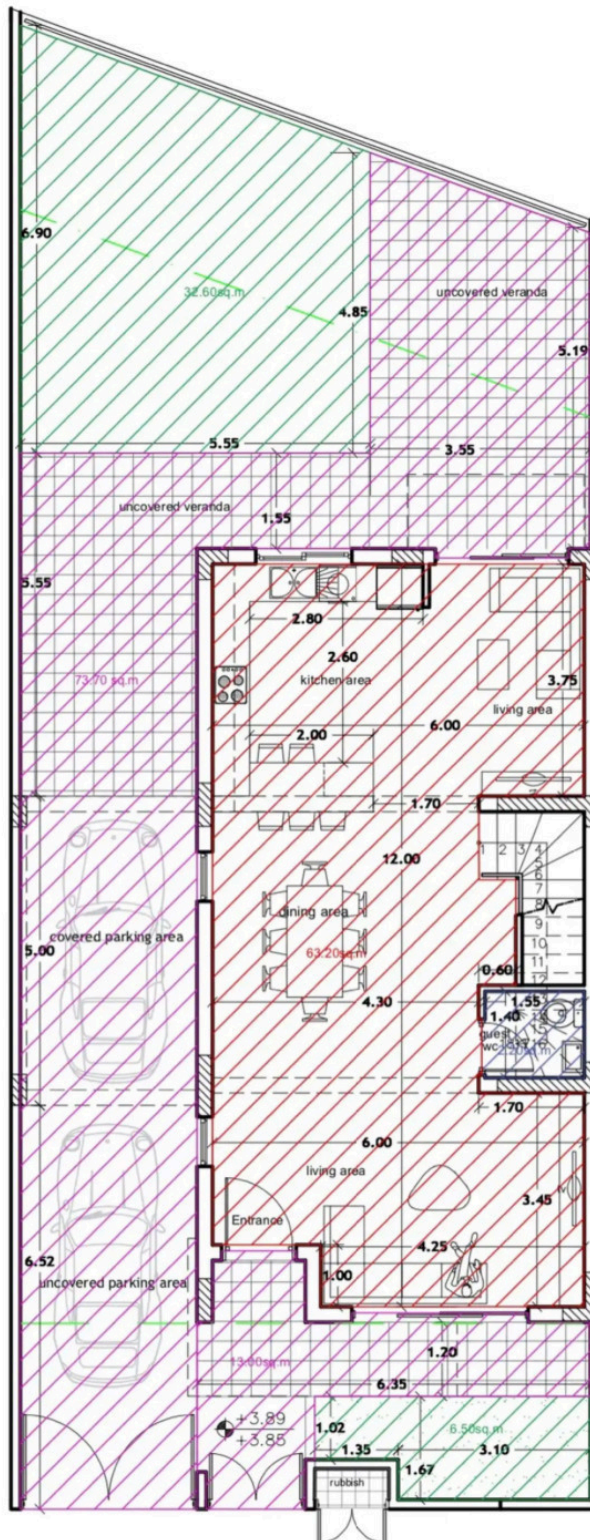 6.90
32.60sq.m
uncovered veranda
4.85
5.19
5.55
3.55
uncovered veranda
1.55
5.55
2.80
2.60
73.70 sq.m
kitchen area
3.75
living area
6.00
2.00
1.70
12.00
1 2 3 4
5
6
7
8
9
10
11
12
dining area
covered parking area
63.20sq.m
5.00
0.60
4.30
1.55
1.40
guest
wc
2.20sq.m
15
16
1.70
6.00
living area
3.45
Entrance
4.25
6.52
1.00
uncovered parking area
1.20
13.00sq.m
6.35
+3.89
+3.85
1.02
6.50sq.m
1.35
3.10
1.67
rubbish